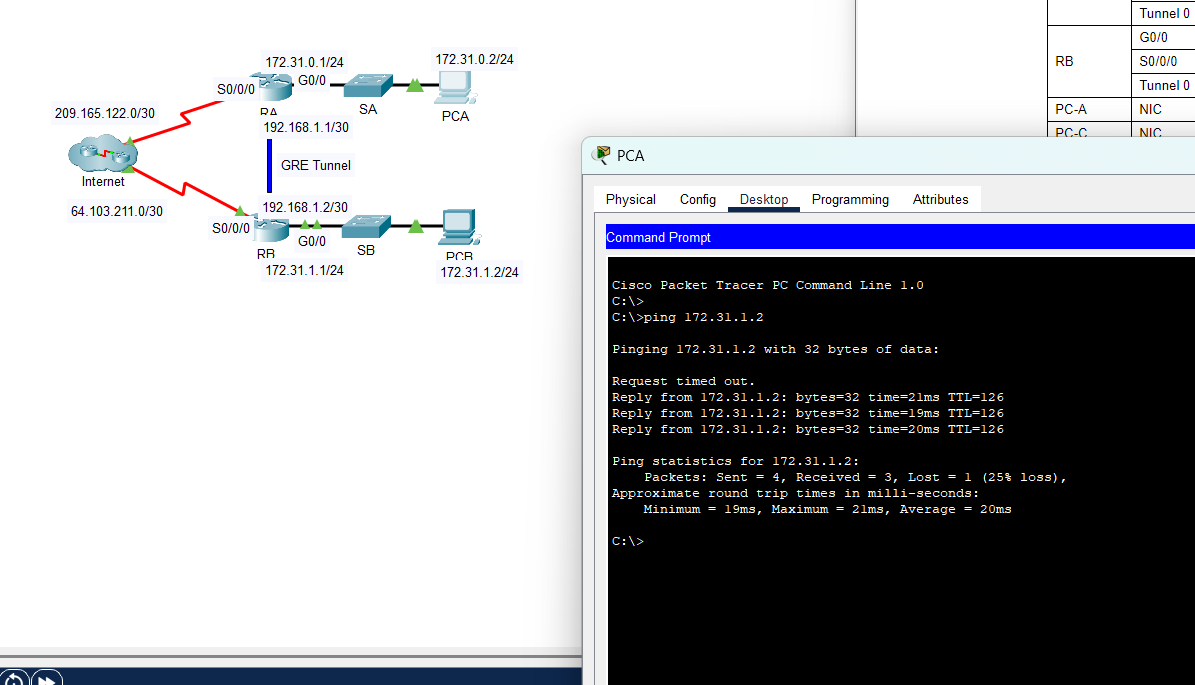 172.31.0.1/24
172.31.0.2/24
S0/0/0
G0/0
RA
SA
PCA
209.165.122.0/30
192.168.1.1/30
GRE Tunnel
Internet
64.103.211.0/30
192.168.1.2/30
S0/0/0
G0/0
RB
SB
PCB
172.31.1.1/24
172.31.1.2/24
Tunnel 0
RB
G0/0
S0/0/0
Tunnel 0
PC-A
NIC
PC-C
NIC
PCA
Physical Config Desktop Programming Attributes
Command Prompt
Cisco Packet Tracer PC Command Line 1.0
C:\>
C:\>ping 172.31.1.2
Pinging 172.31.1.2 with 32 bytes of data:
Request timed out.
Reply from 172.31.1.2: bytes=32 time=21ms TTL=126
Reply from 172.31.1.2: bytes=32 time=19ms TTL=126
Reply from 172.31.1.2: bytes=32 time=20ms TTL=126
Ping statistics for 172.31.1.2:
Packets: Sent = 4, Received = 3, Lost = 1 (25% loss),
Approximate round trip times in milli-seconds:
Minimum = 19ms, Maximum = 21ms, Average = 20ms
C:\>